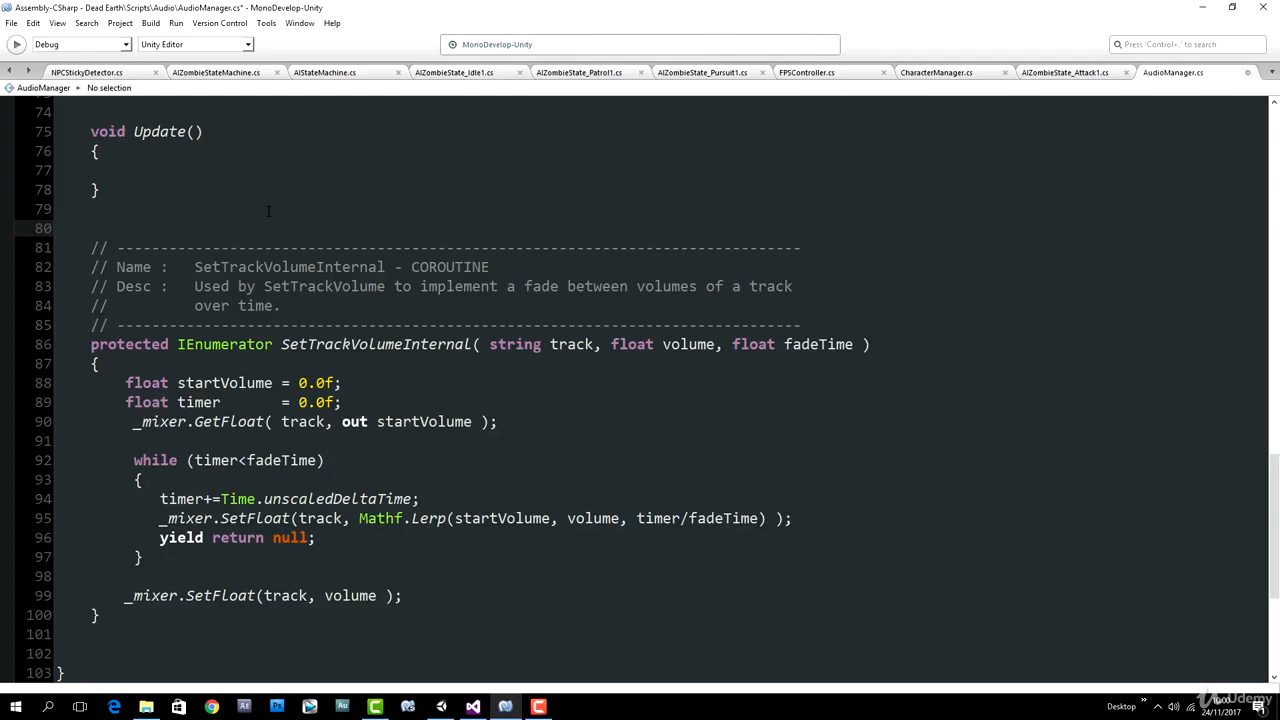 Assembly-CSharp - Dead Earth\Scripts\Audio\AudioManager.cs* - MonoDevelop-Unity
File Edit View Search Project Build Run Version Control Tools Window Help
Debug Unity Editor MonoDevelop-Unity Press 'Control+,' to search
NPCStickyDetector.cs AIZombieStateMachine.cs AIStateMachine.cs AIZombieState_Idle1.cs AIZombieState_Patrol1.cs AIZombieState_Pursuit1.cs FPSController.cs CharacterManager.cs AIZombieState_Attack1.cs AudioManager.cs
AudioManager No selection
74
75 void Update()
76 {
77
78 }
79
80
81 // -------------------------------------------------------------------------------
82 // Name : SetTrackVolumeInternal - COROUTINE
83 // Desc : Used by SetTrackVolume to implement a fade between volumes of a track
84 // over time.
85 // -------------------------------------------------------------------------------
86 protected IEnumerator SetTrackVolumeInternal( string track, float volume, float fadeTime )
87 {
88 float startVolume = 0.0f;
89 float timer = 0.0f;
90 _mixer.GetFloat( track, out startVolume );
91
92 while (timer<fadeTime)
93 {
94 timer+=Time.unscaledDeltaTime;
95 _mixer.SetFloat(track, Mathf.Lerp(startVolume, volume, timer/fadeTime) );
96 yield return null;
97 }
98
99 _mixer.SetFloat(track, volume );
100 }
101
102
103 }
Desktop 10:00
24/11/2017
Udemy